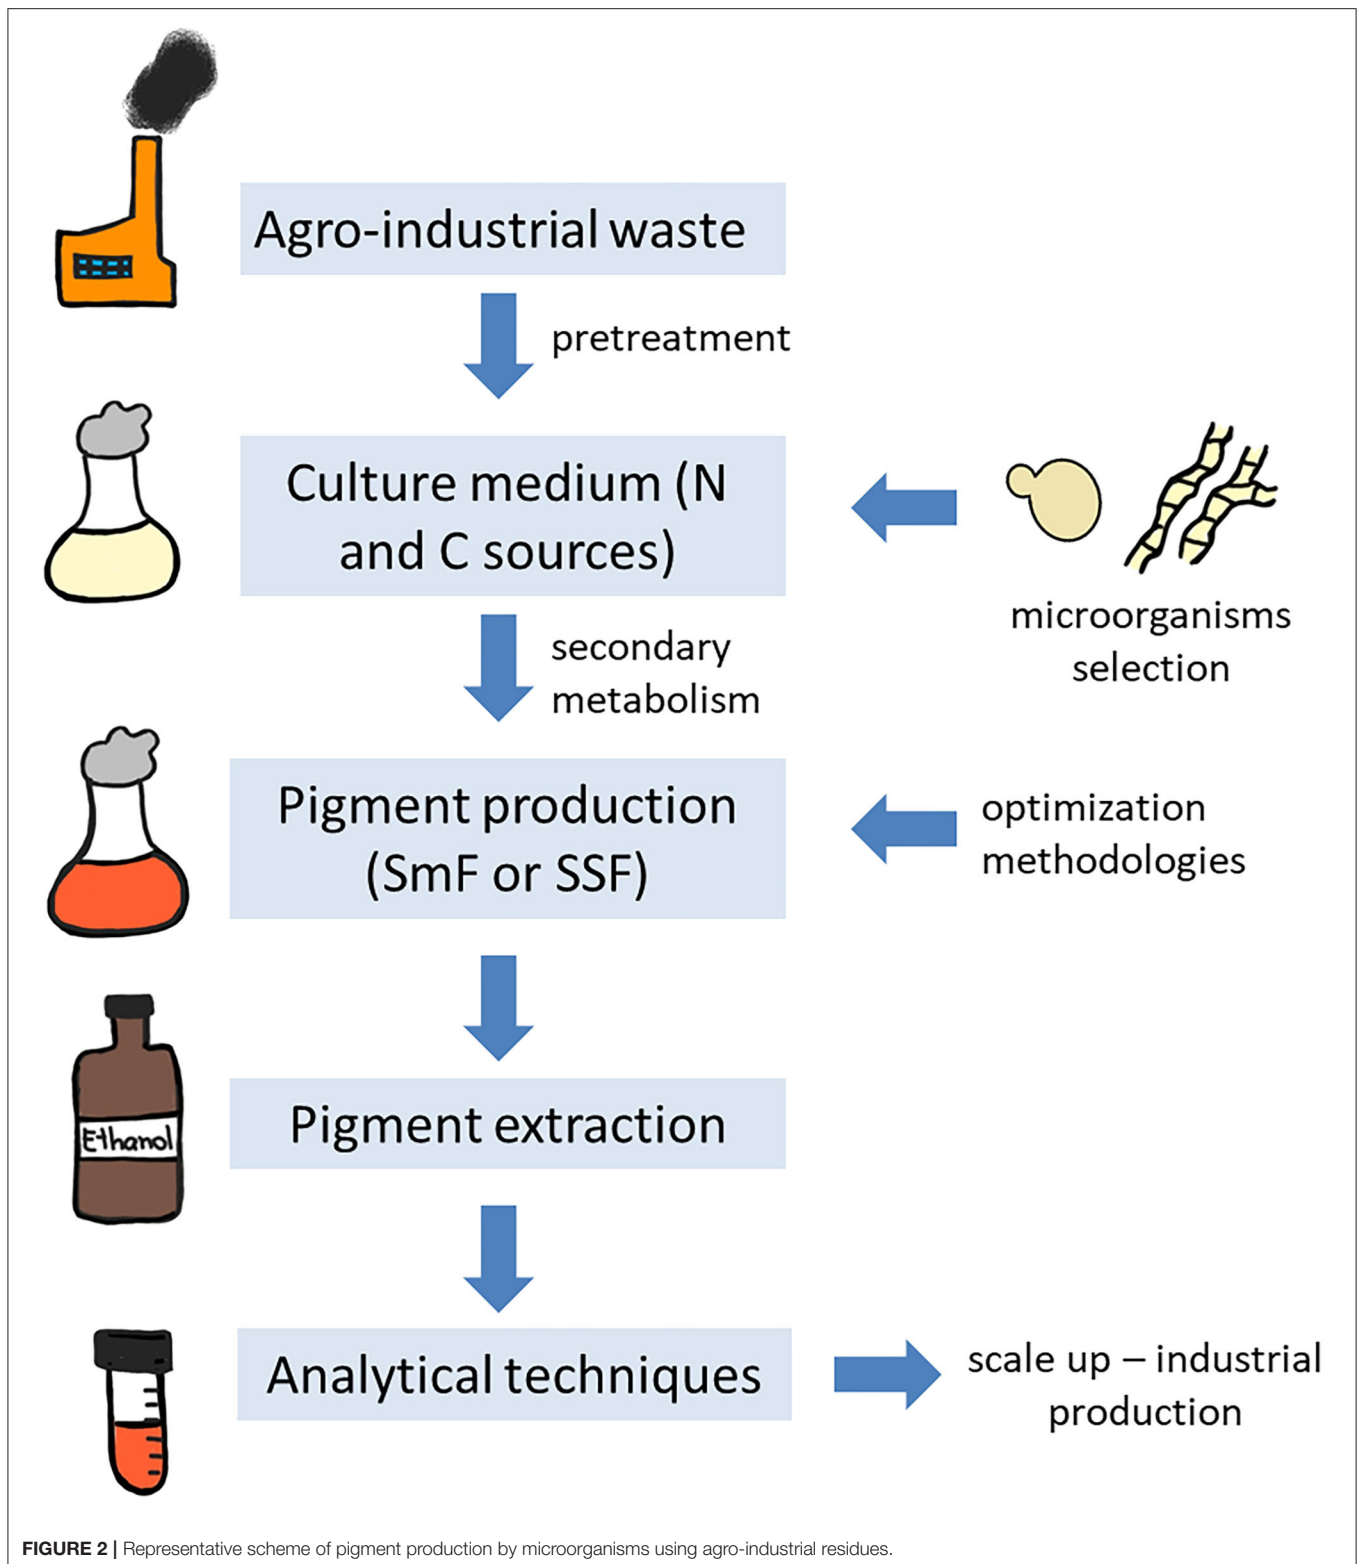 Agro-industrial waste
pretreatment
Culture medium (N
and C sources)
microorganisms
selection
secondary
metabolism
Pigment production
(SmF or SSF)
optimization
methodologies
Ethanol
Pigment extraction
Analytical techniques
scale up – industrial
production
FIGURE 2 | Representative scheme of pigment production by microorganisms using agro-industrial residues.